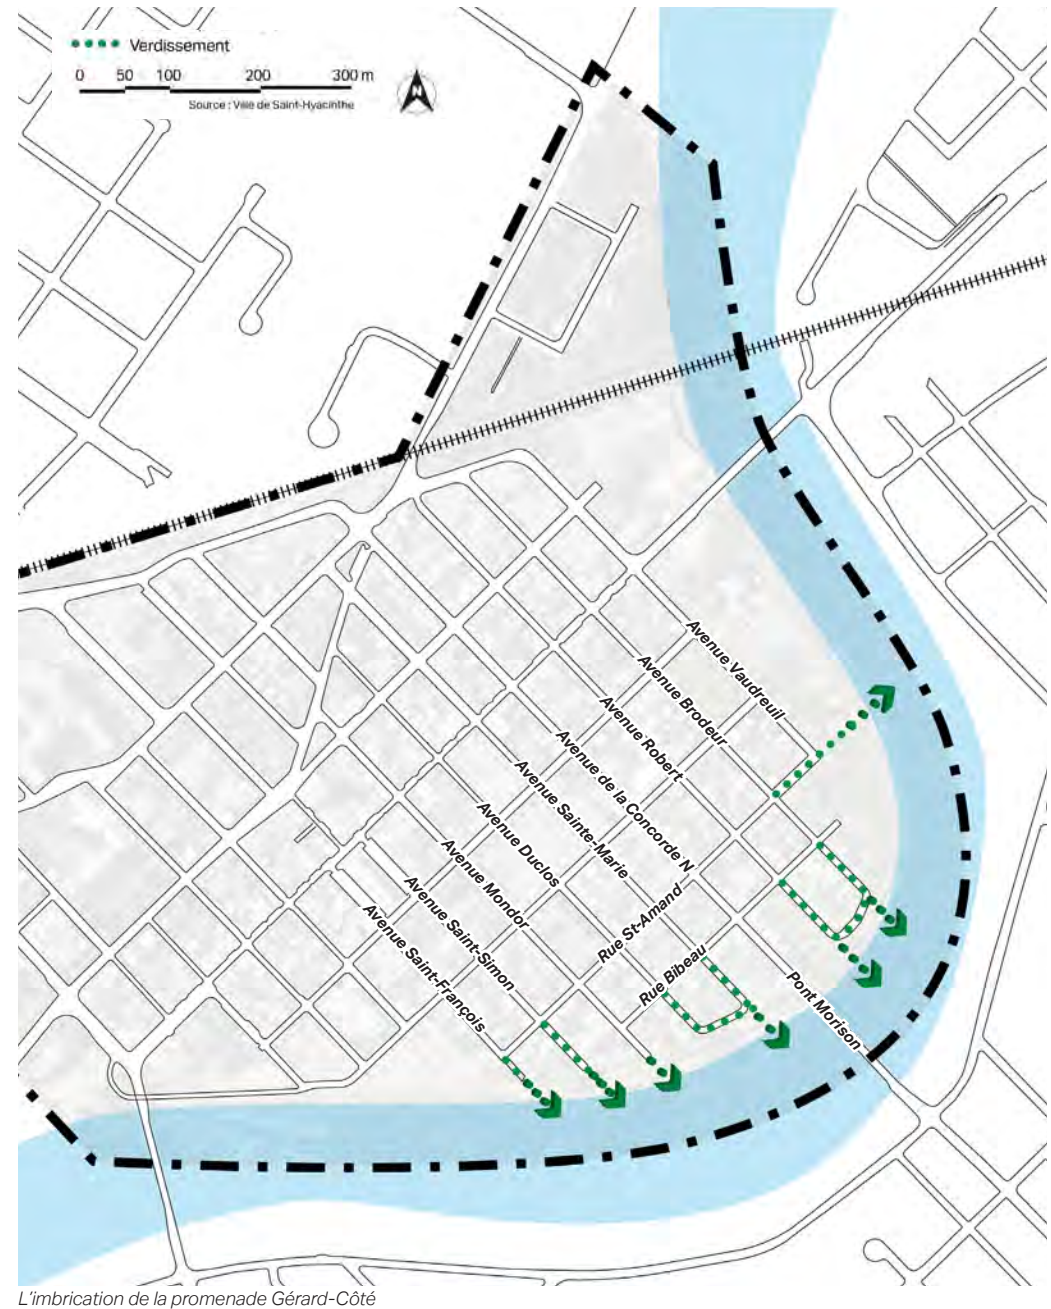 Verdissement
0 50 100 200 300 m
Source : Ville de Saint-Hyacinthe
N
Avenue Vaudreuil
Avenue Brodeur
Avenue Robert
Avenue de la Concorde N
Avenue Sainte-Marie
Avenue Duclos
Avenue Mondor
Avenue Saint-Simon
Avenue Saint-François
Rue St-Amand
Rue Bibeau
Pont Morison
L'imbrication de la promenade Gérard-Côté